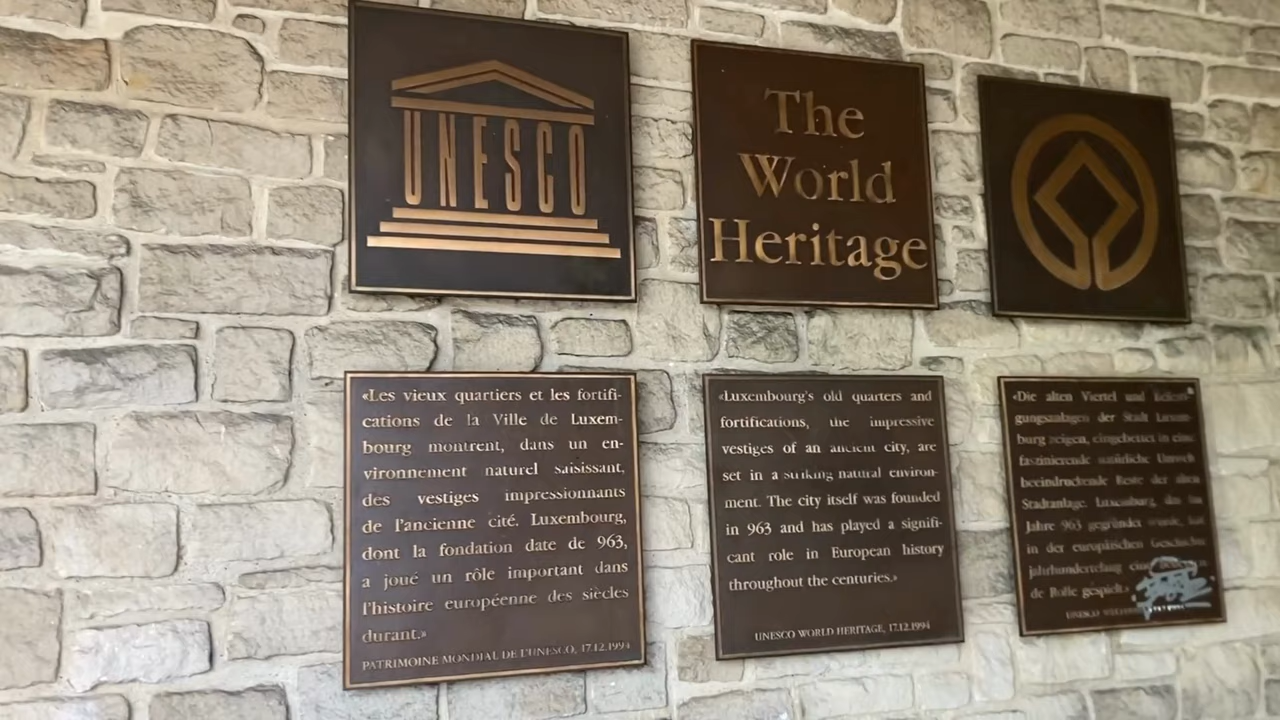 UNESCO
The
World
Heritage
«Les vieux quartiers et les fortifi-
cations de la Ville de Luxem-
bourg montrent, dans un en-
vironnement naturel saisissant,
des vestiges impressionnants
de l'ancienne cité. Luxembourg,
dont la fondation date de 963,
a joué un rôle important dans
l'histoire européenne des siècles
durant.»
PATRIMOINE MONDIAL DE L'UNESCO, 17.12.1994
«Luxembourg's old quarters and
fortifications, the impressive
vestiges of an ancient city, are
set in a striking natural environ-
ment. The city itself was founded
in 963 and has played a signifi-
cant role in European history
throughout the centuries.»
UNESCO WORLD HERITAGE, 17.12.1994
«Die alten Viertel und Befesti-
gungsanlagen der Stadt Luxem-
burg zeigen, eingebettet in eine
faszinierende natürliche Umwelt
beeindruckende Reste der alten
Stadtanlage. Luxemburg, das im
Jahre 963 gegründet wurde, hat
in der europäischen Geschichte
jahrhundertelang eine
de Rolle gespielt.»
UNESCO